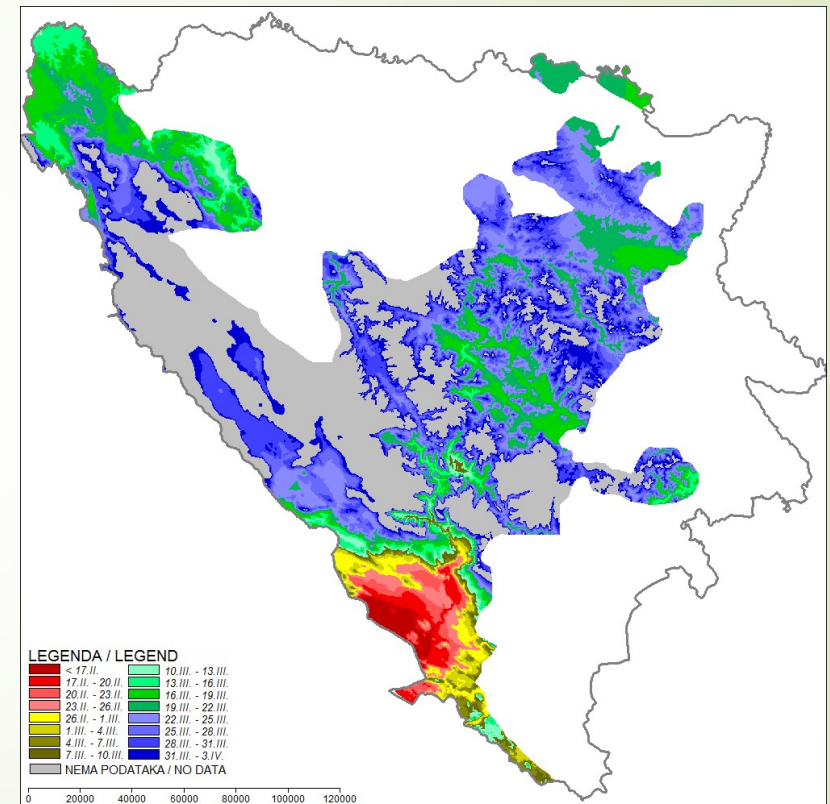 LEGENDA / LEGEND
< 17.II.
17.II. - 20.II.
20.II. - 23.II.
23.II. - 26.II.
26.II. - 1.III.
1.III. - 4.III.
4.III. - 7.III.
7.III. - 10.III.
10.III. - 13.III.
13.III. - 16.III.
16.III. - 19.III.
19.III. - 22.III.
22.III. - 25.III.
25.III. - 28.III.
28.III. - 31.III.
31.III. - 3.IV.
NEMA PODATAKA / NO DATA
0 20000 40000 60000 80000 100000 120000